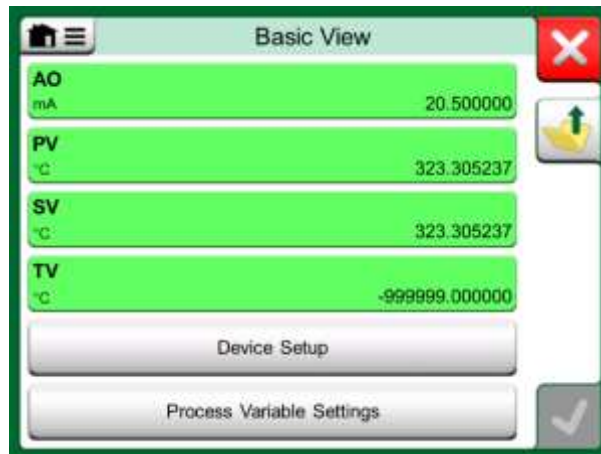 Basic View
AO
mA 20.500000
PV
°C 323.305237
SV
°C 323.305237
TV
°C -999999.000000
Device Setup
Process Variable Settings